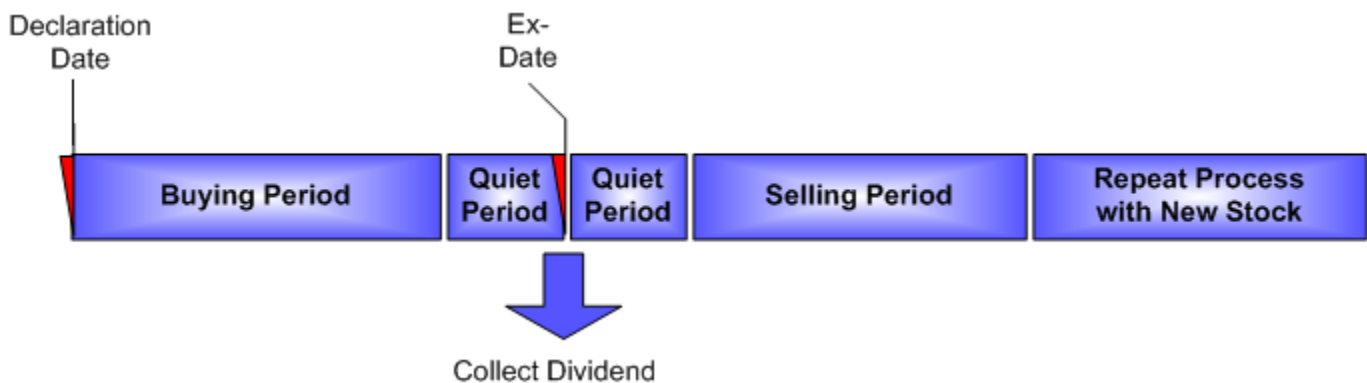 Declaration
Date
Ex-
Date
Buying Period
Quiet
Period
Quiet
Period
Selling Period
Repeat Process
with New Stock
Collect Dividend